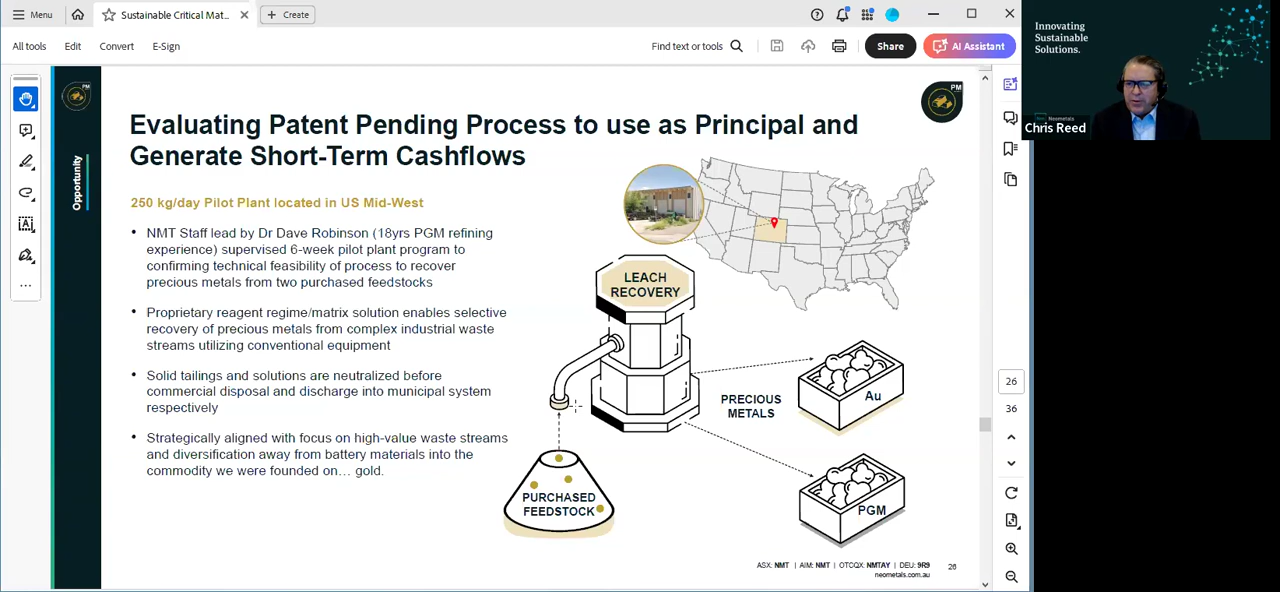 Menu
Sustainable Critical Mat...
Create
All tools
Edit
Convert
E-Sign
Find text or tools
Share
AI Assistant
PM
PM
Opportunity
Evaluating Patent Pending Process to use as Principal and
Generate Short-Term Cashflows
250 kg/day Pilot Plant located in US Mid-West
• NMT Staff lead by Dr Dave Robinson (18yrs PGM refining
experience) supervised 6-week pilot plant program to
confirming technical feasibility of process to recover
precious metals from two purchased feedstocks
• Proprietary reagent regime/matrix solution enables selective
recovery of precious metals from complex industrial waste
streams utilizing conventional equipment
• Solid tailings and solutions are neutralized before
commercial disposal and discharge into municipal system
respectively
• Strategically aligned with focus on high-value waste streams
and diversification away from battery materials into the
commodity we were founded on… gold.
LEACH
RECOVERY
PRECIOUS
METALS
Au
PGM
PURCHASED
FEEDSTOCK
ASX: NMT | AIM: NMT | OTCQX: NMTAY | DEU: 9R9
neometals.com.au
26
26
36
Innovating
Sustainable
Solutions.
Neometals
Chris Reed